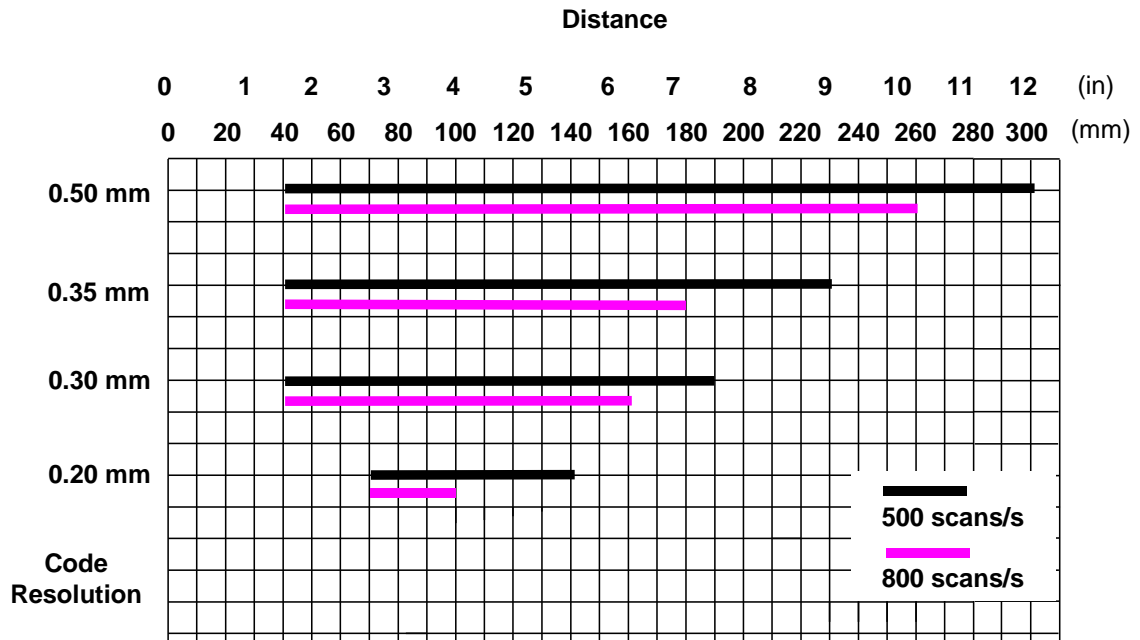 Distance
0 1 2 3 4 5 6 7 8 9 10 11 12 (in)
0 20 40 60 80 100 120 140 160 180 200 220 240 260 280 300 (mm)
0.50 mm
0.35 mm
0.30 mm
0.20 mm
500 scans/s
800 scans/s
Code
Resolution